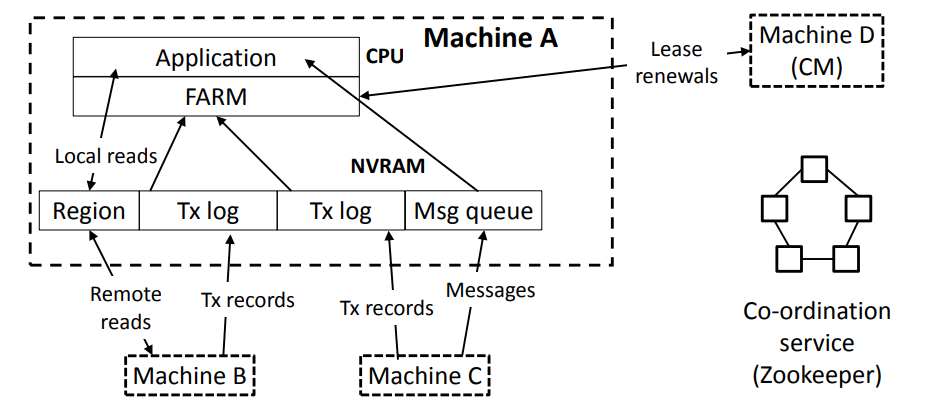 Machine A
Application
CPU
FARM
Lease
renewals
Machine D
(CM)
Local reads
NVRAM
Region
Tx log
Tx log
Msg queue
Remote
reads
Tx records
Tx records
Messages
Machine B
Machine C
Co-ordination
service
(Zookeeper)